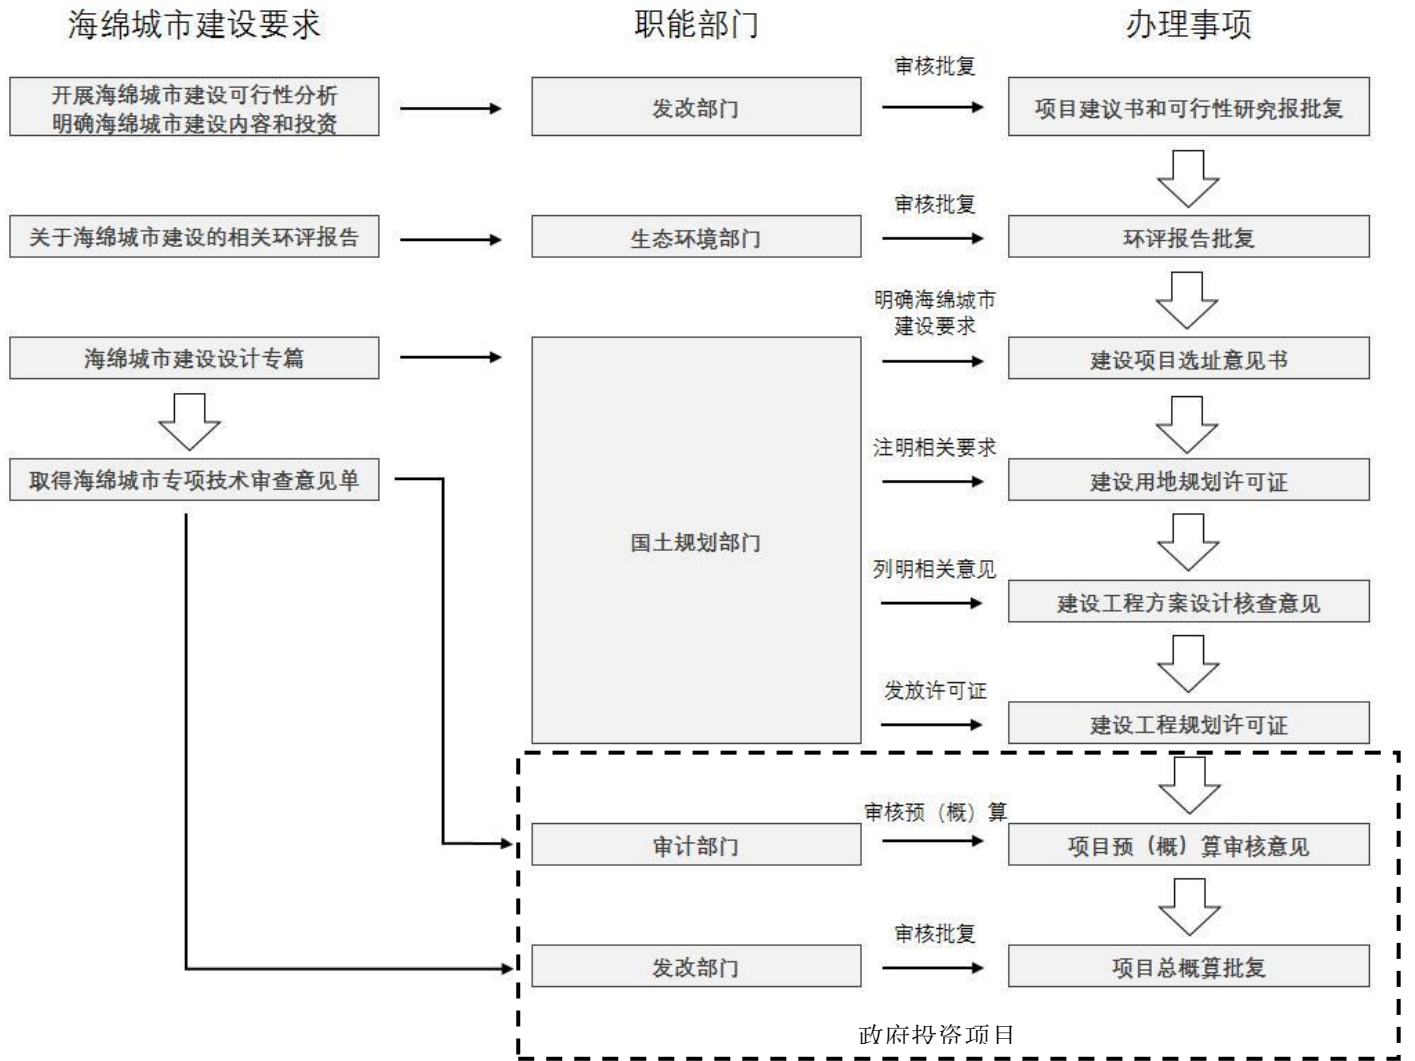 海绵城市建设要求
职能部门
办理事项
开展海绵城市建设可行性分析
明确海绵城市建设内容和投资
发改部门
审核批复
项目建议书和可行性研究报批复
关于海绵城市建设的相关环评报告
生态环境部门
审核批复
环评报告批复
海绵城市建设设计专篇
明确海绵城市
建设要求
建设项目选址意见书
取得海绵城市专项技术审查意见单
国土规划部门
注明相关要求
建设用地规划许可证
列明相关意见
建设工程方案设计核查意见
发放许可证
建设工程规划许可证
审计部门
审核预（概）算
项目预（概）算审核意见
发改部门
审核批复
项目总概算批复
政府投资项目